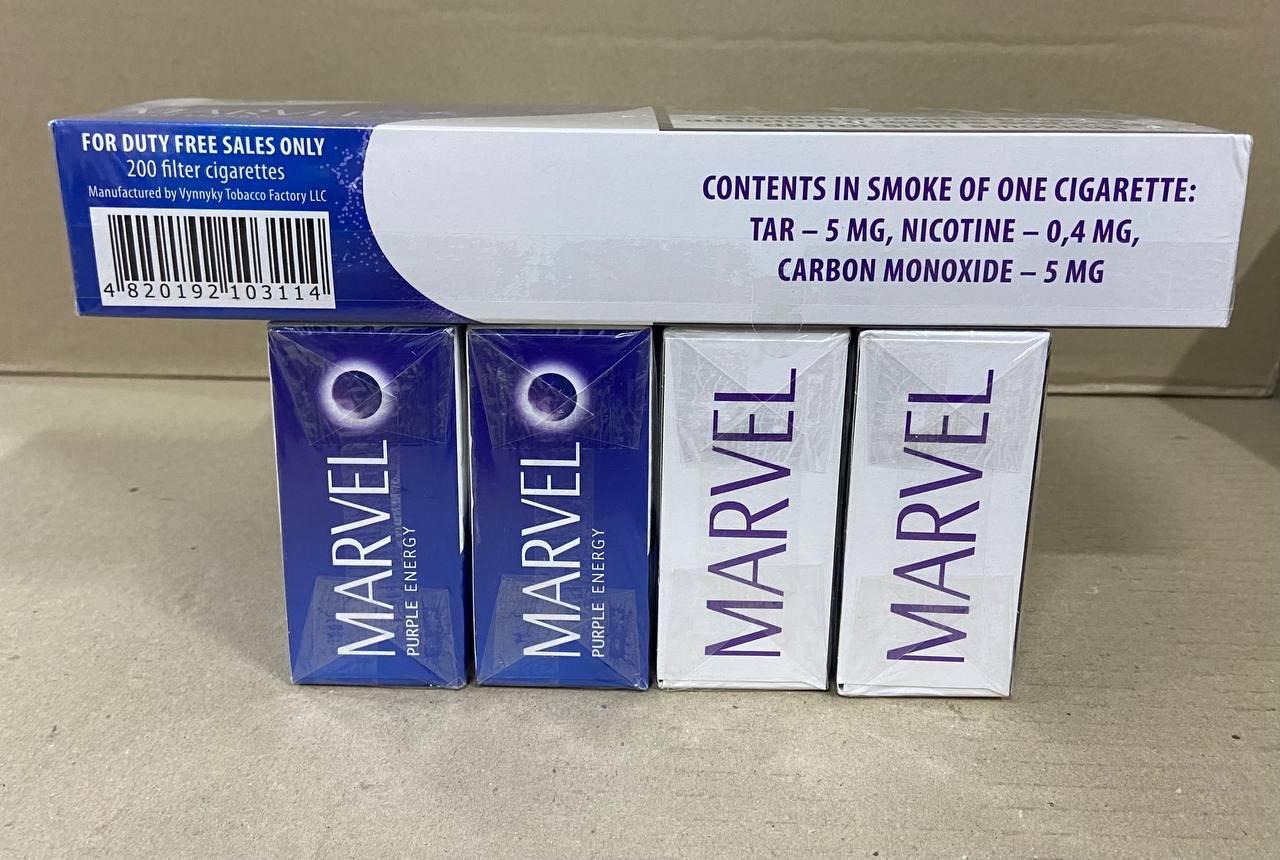 FOR DUTY FREE SALES ONLY
200 filter cigarettes
Manufactured by Vynnyky Tobacco Factory LLC
4 820192 103114
CONTENTS IN SMOKE OF ONE CIGARETTE:
TAR – 5 MG, NICOTINE – 0,4 MG,
CARBON MONOXIDE – 5 MG
MARVEL
PURPLE ENERGY
MARVEL
PURPLE ENERGY
MARVEL
MARVEL